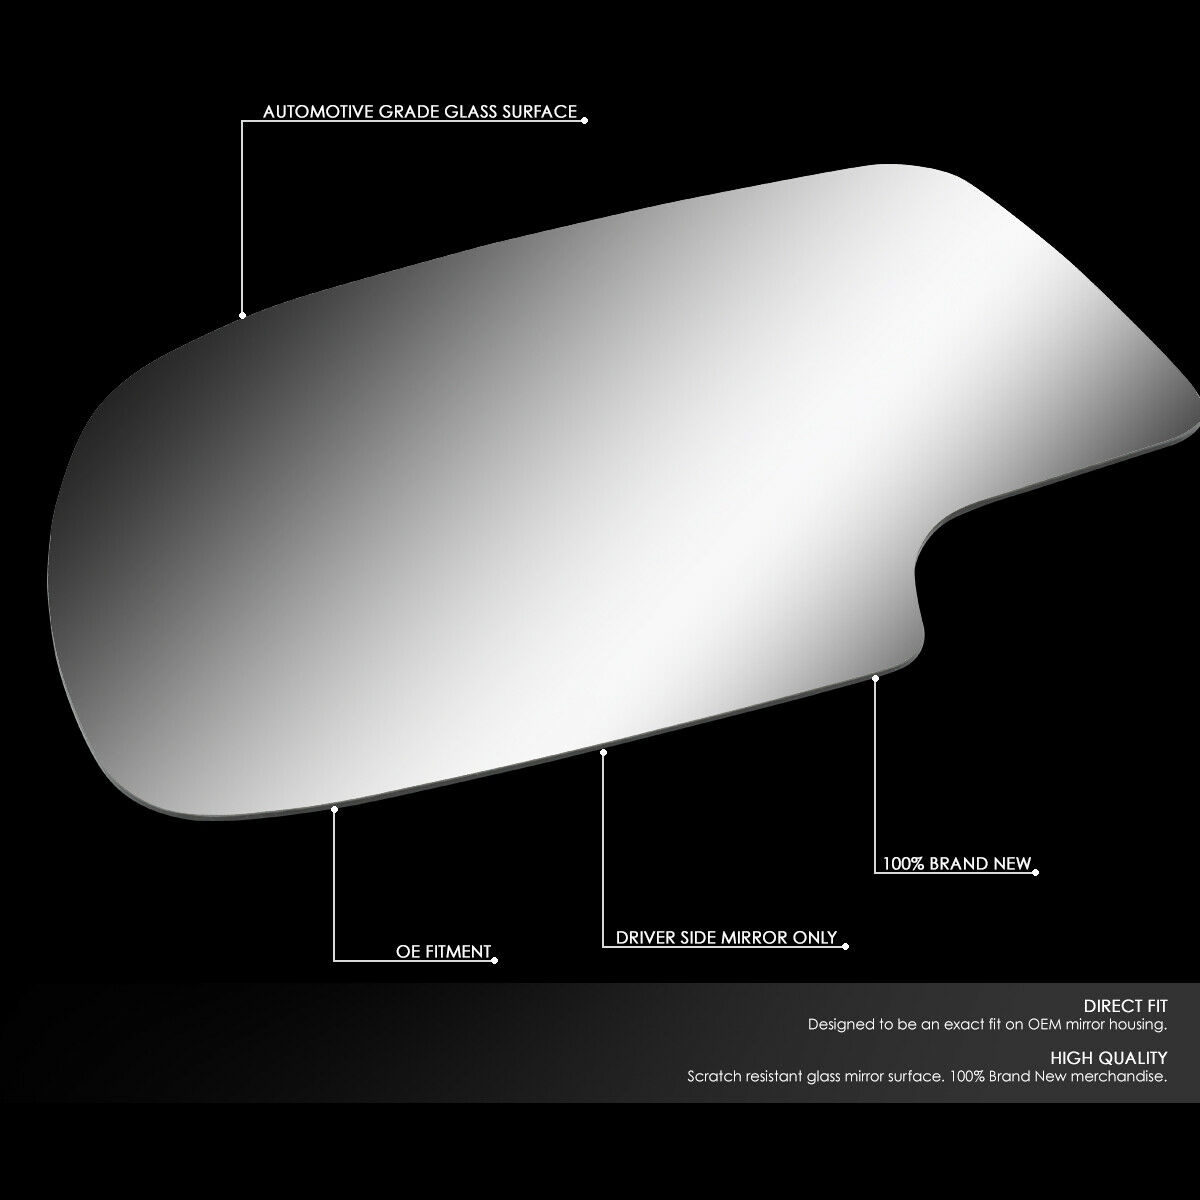 AUTOMOTIVE GRADE GLASS SURFACE
100% BRAND NEW
DRIVER SIDE MIRROR ONLY
OE FITMENT
DIRECT FIT
Designed to be an exact fit on OEM mirror housing.
HIGH QUALITY
Scratch resistant glass mirror surface. 100% Brand New merchandise.